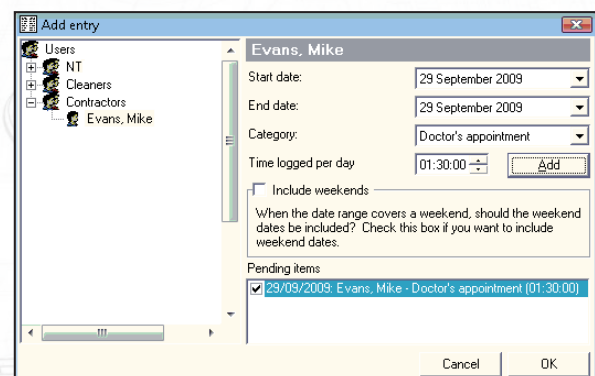 Add entry
Users
NT
Cleaners
Contractors
Evans, Mike
Evans, Mike
Start date:
29 September 2009
End date:
29 September 2009
Category:
Doctor's appointment
Time logged per day
01:30:00
Add
Include weekends
When the date range covers a weekend, should the weekend
dates be included? Check this box if you want to include
weekend dates.
Pending items
29/09/2009: Evans, Mike - Doctor's appointment (01:30:00)
Cancel
OK